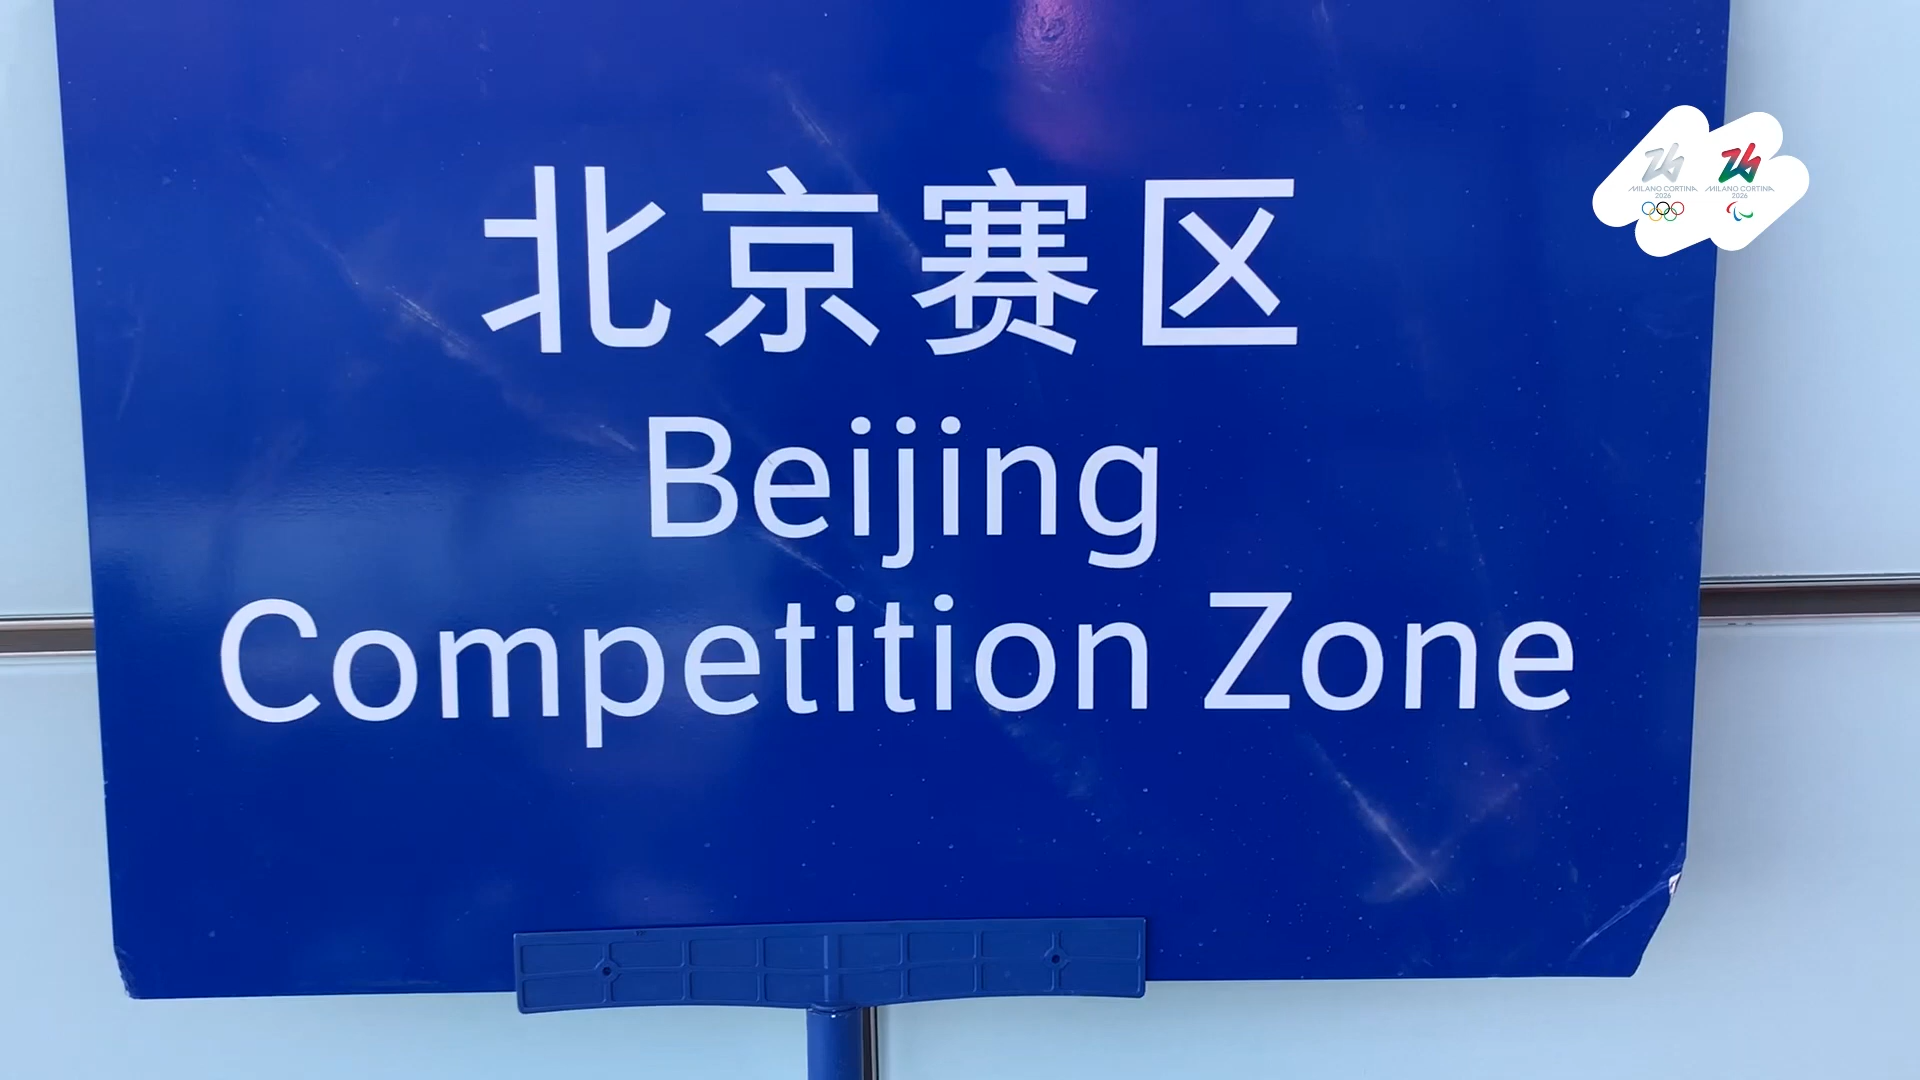 北京赛区
Beijing
Competition Zone
MILANO CORTINA
2026
MILANO CORTINA
2026